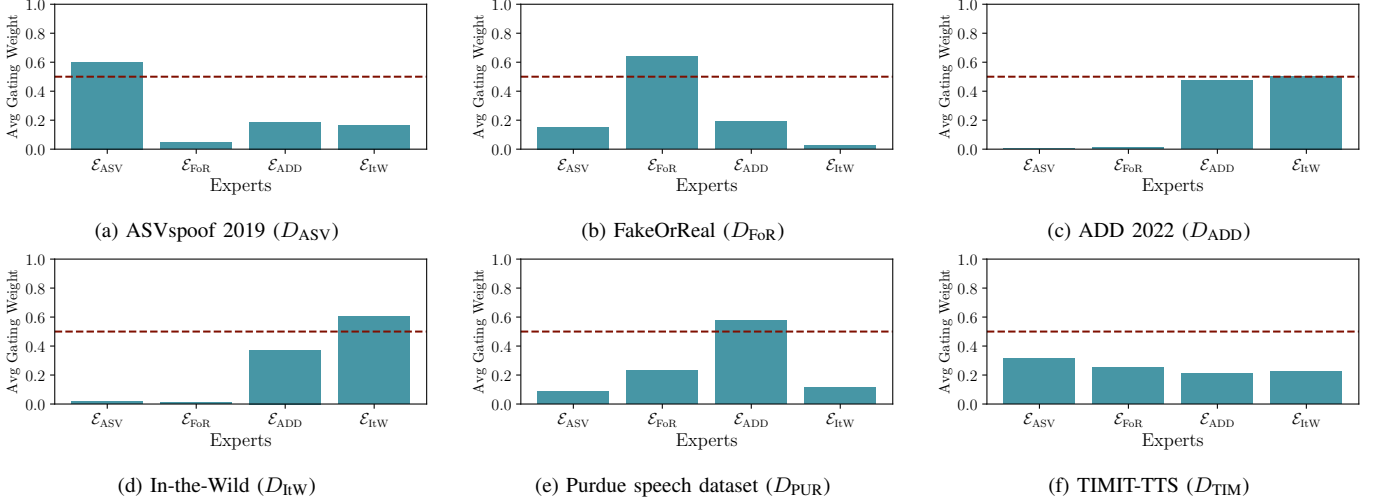 1.0
0.8
0.6
0.4
0.2
0.0
Avg Gating Weight
ℰASV ℰFoR ℰADD ℰItW
Experts
(a) ASVspoof 2019 (DASV)
1.0
0.8
0.6
0.4
0.2
0.0
Avg Gating Weight
ℰASV ℰFoR ℰADD ℰItW
Experts
(b) FakeOrReal (DFoR)
1.0
0.8
0.6
0.4
0.2
0.0
Avg Gating Weight
ℰASV ℰFoR ℰADD ℰItW
Experts
(c) ADD 2022 (DADD)
1.0
0.8
0.6
0.4
0.2
0.0
Avg Gating Weight
ℰASV ℰFoR ℰADD ℰItW
Experts
(d) In-the-Wild (DItW)
1.0
0.8
0.6
0.4
0.2
0.0
Avg Gating Weight
ℰASV ℰFoR ℰADD ℰItW
Experts
(e) Purdue speech dataset (DPUR)
1.0
0.8
0.6
0.4
0.2
0.0
Avg Gating Weight
ℰASV ℰFoR ℰADD ℰItW
Experts
(f) TIMIT-TTS (DTIM)